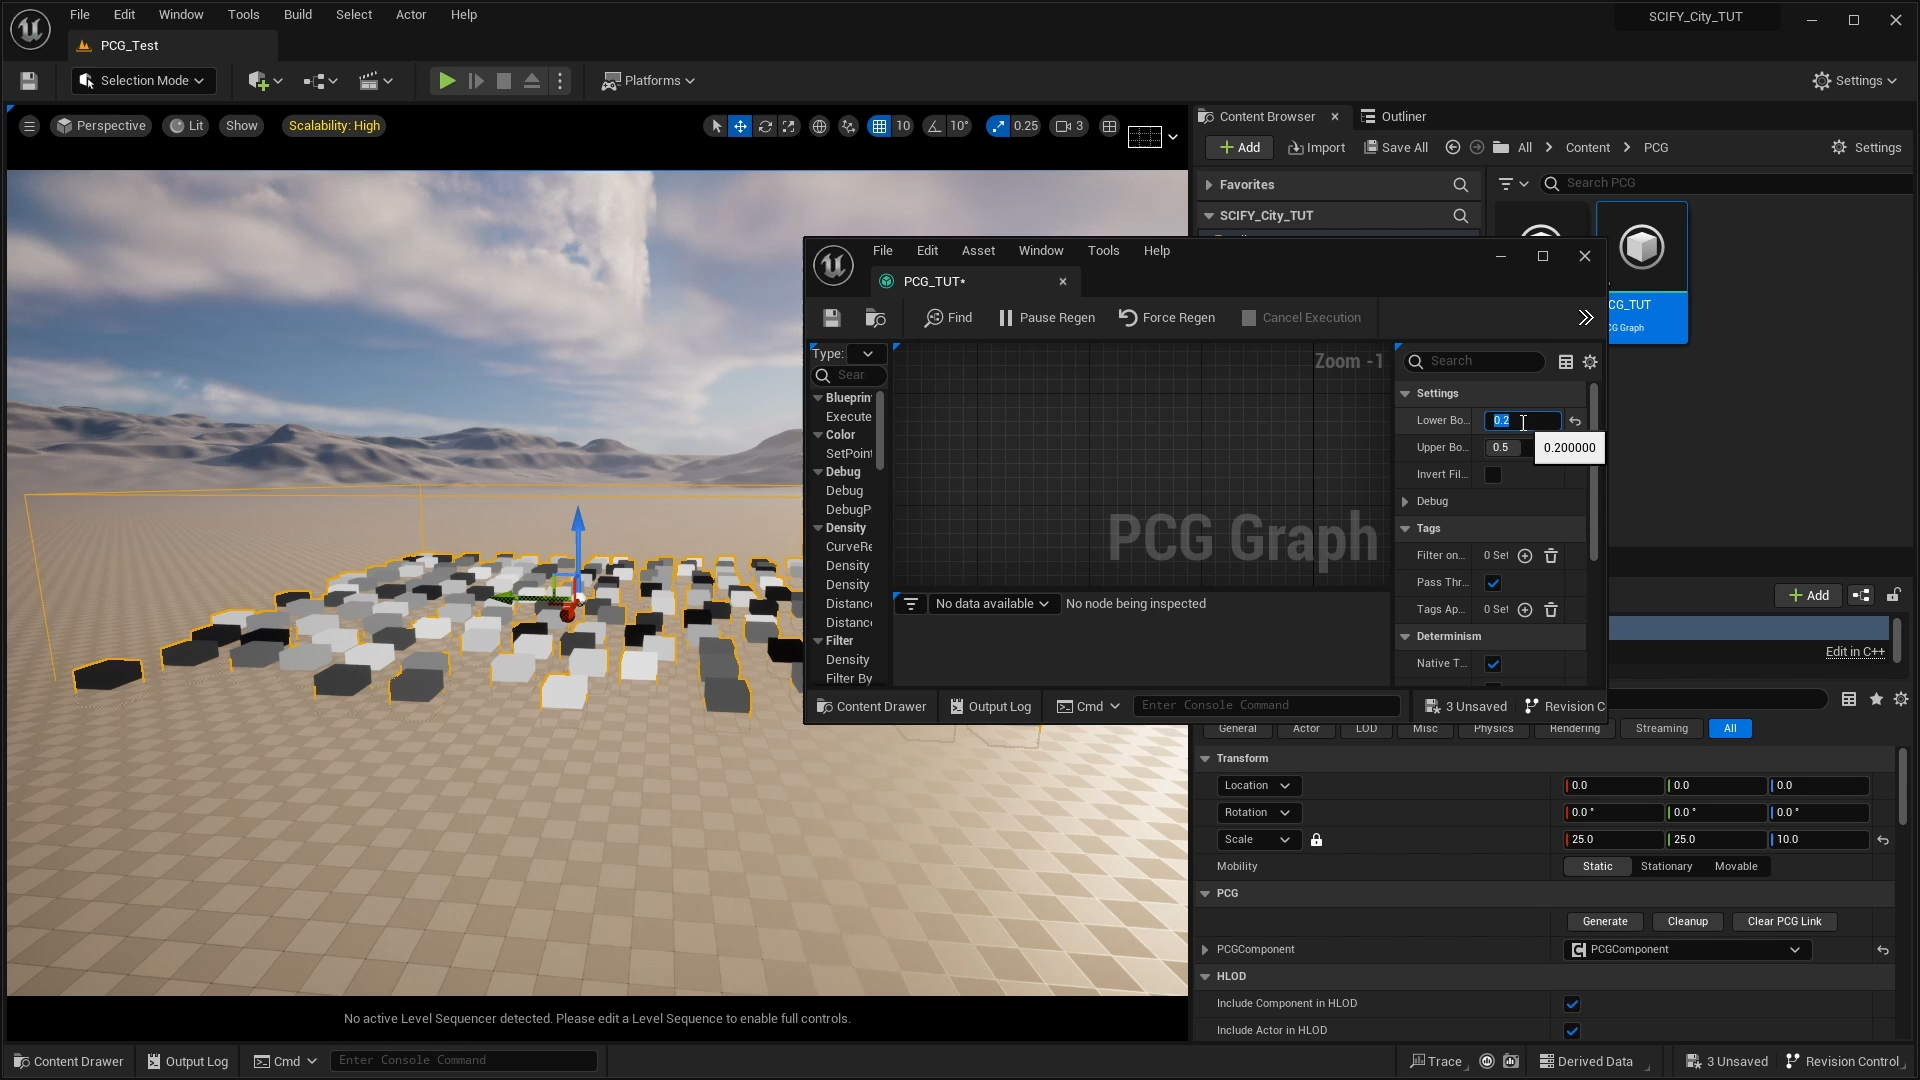 File Edit Window Tools Build Select Actor Help
SCIFY_City_TUT
PCG_Test
Selection Mode
Platforms
Settings
Perspective Lit Show Scalability: High
10 10° 0.25 3
Content Browser Outliner
Add Import Save All All Content PCG Settings
Favorites
Search PCG
SCIFY_City_TUT
File Edit Asset Window Tools Help
PCG_TUT*
CG_TUT
CG Graph
Find Pause Regen Force Regen Cancel Execution
Type:
Sear
Blueprin
Execute
Color
SetPoint
Debug
Debug
DebugP
Density
CurveRe
Density
Density
Distanc
Distanc
Filter
Density
Filter By
Zoom -1
PCG Graph
No data available No node being inspected
Search
Settings
Lower Bo... 0.2
Upper Bo... 0.5
0.200000
Invert Fil...
Debug
Tags
Filter on... 0 Set
Pass Thr...
Tags Ap... 0 Set
Determinism
Native T...
Content Drawer Output Log Cmd Enter Console Command 3 Unsaved Revision C
Add
Edit in C++
General Actor LOD Misc Physics Rendering Streaming All
Transform
Location 0.0 0.0 0.0
Rotation 0.0 ° 0.0 ° 0.0 °
Scale 25.0 25.0 10.0
Mobility Static Stationary Movable
PCG
Generate Cleanup Clear PCG Link
PCGComponent PCGComponent
HLOD
Include Component in HLOD
Include Actor in HLOD
No active Level Sequencer detected. Please edit a Level Sequence to enable full controls.
Content Drawer Output Log Cmd Enter Console Command Trace Derived Data 3 Unsaved Revision Control